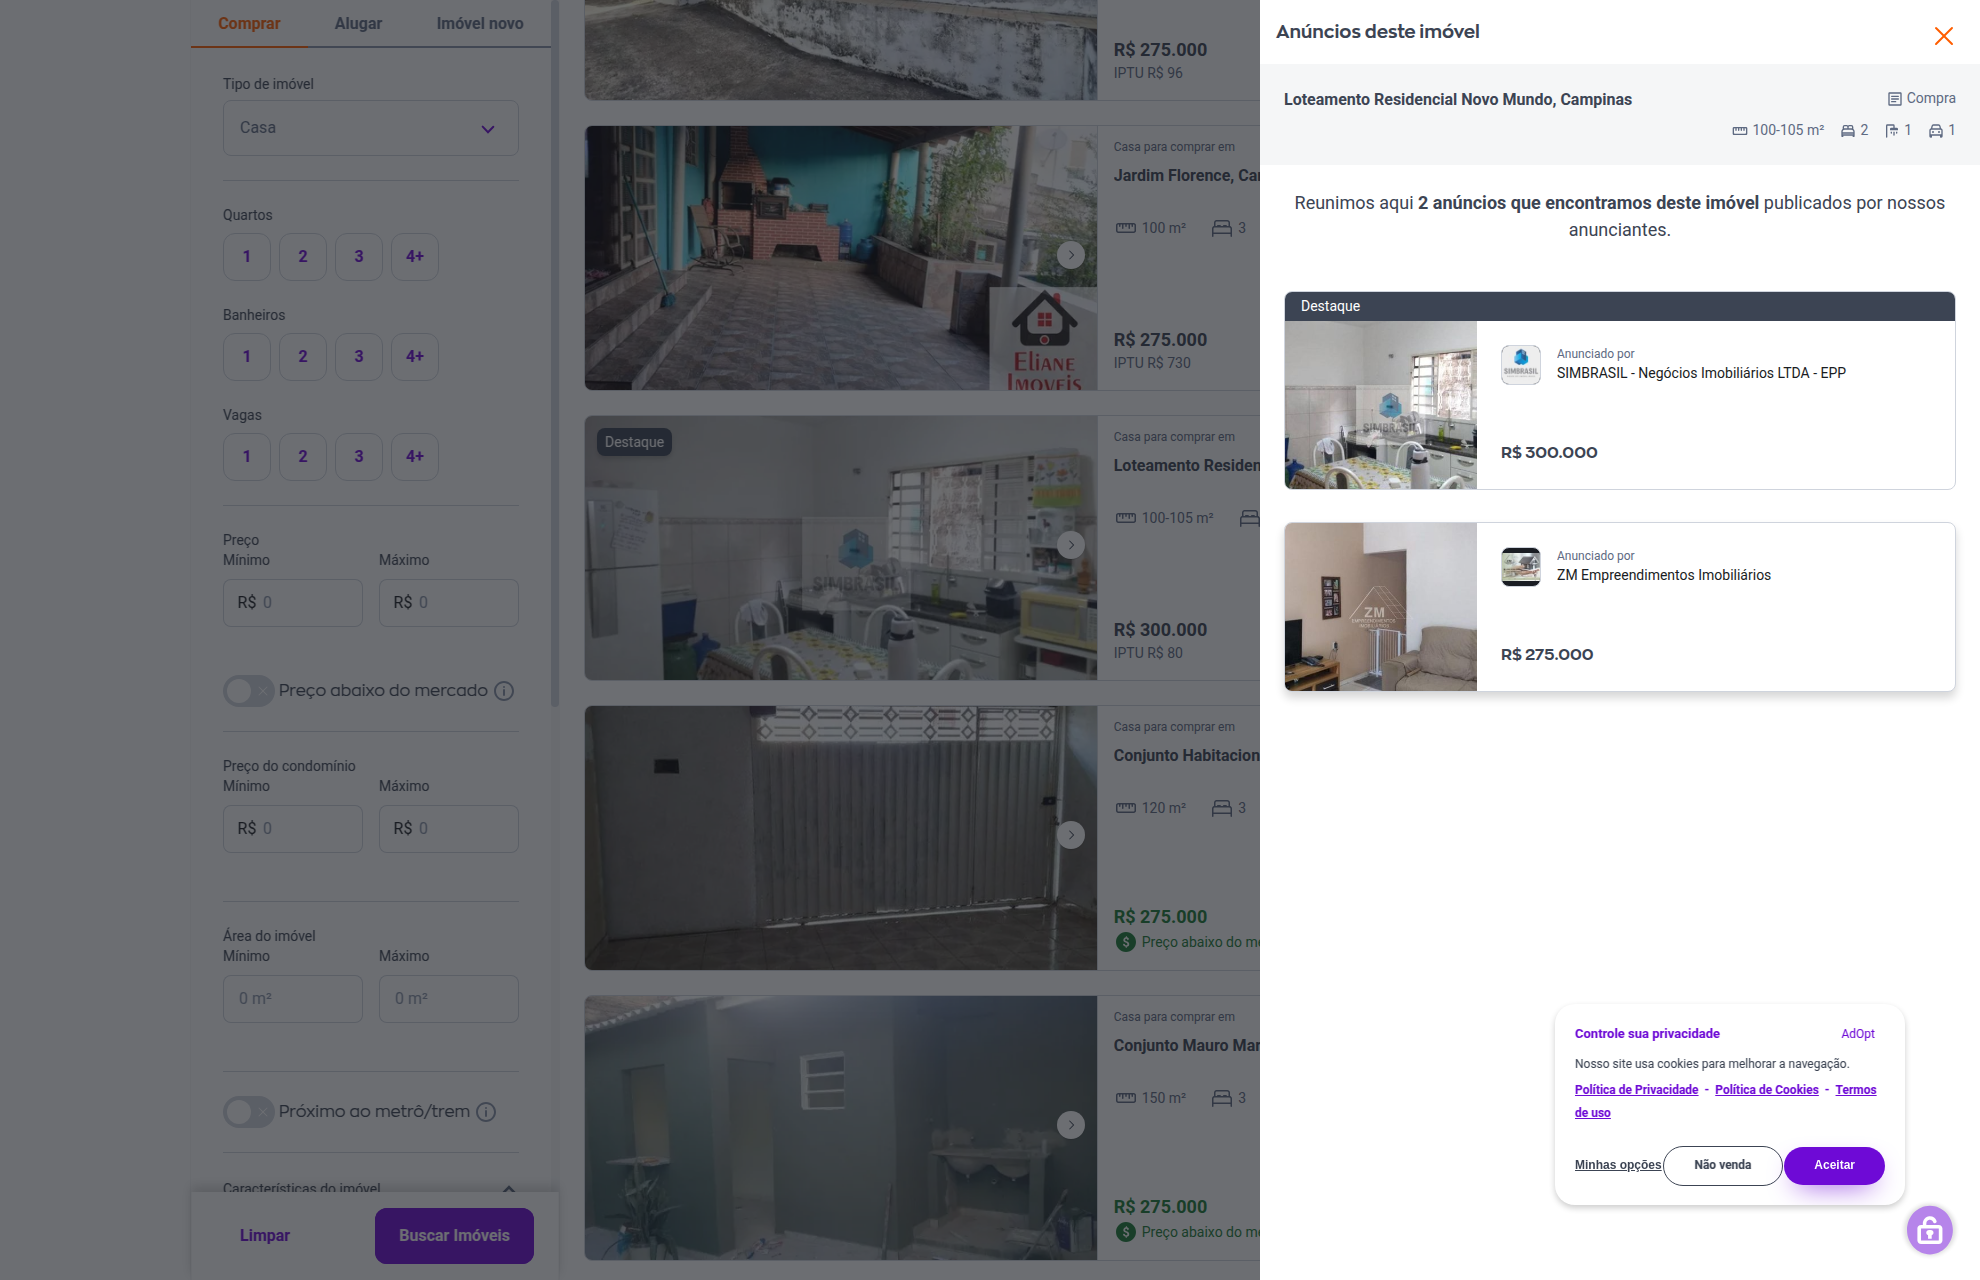 Comprar
Alugar
Imóvel novo
Tipo de imóvel
Casa
Quartos
1
2
3
4+
Banheiros
1
2
3
4+
Vagas
1
2
3
4+
Preço
Mínimo
Máximo
R$ 0
R$ 0
Preço abaixo do mercado
Preço do condomínio
Mínimo
Máximo
R$ 0
R$ 0
Área do imóvel
Mínimo
Máximo
0 m²
0 m²
Próximo ao metrô/trem
Características do imóvel
Limpar
Buscar Imóveis
R$ 275.000
IPTU R$ 96
Casa para comprar em
Jardim Florence, Ca
100 m²
3
R$ 275.000
IPTU R$ 730
ELIANE
IMOVEIS
Destaque
SIMBRASIL
Casa para comprar em
Loteamento Residen
100-105 m²
R$ 300.000
IPTU R$ 80
Casa para comprar em
Conjunto Habitacion
120 m²
3
R$ 275.000
Preço abaixo do me
Casa para comprar em
Conjunto Mauro Mar
150 m²
3
R$ 275.000
Preço abaixo do me
Anúncios deste imóvel
Loteamento Residencial Novo Mundo, Campinas
Compra
100-105 m²
2
1
1
Reunimos aqui 2 anúncios que encontramos deste imóvel publicados por nossos
anunciantes.
Destaque
SIMBRASIL
SIMBRASIL
Anunciado por
SIMBRASIL - Negócios Imobiliários LTDA - EPP
R$ 300.000
ZM
EMPREENDIMENTOS
IMOBILIÁRIOS
Anunciado por
ZM Empreendimentos Imobiliários
R$ 275.000
Controle sua privacidade
AdOpt
Nosso site usa cookies para melhorar a navegação.
Política de Privacidade - Política de Cookies - Termos
de uso
Minhas opções
Não venda
Aceitar